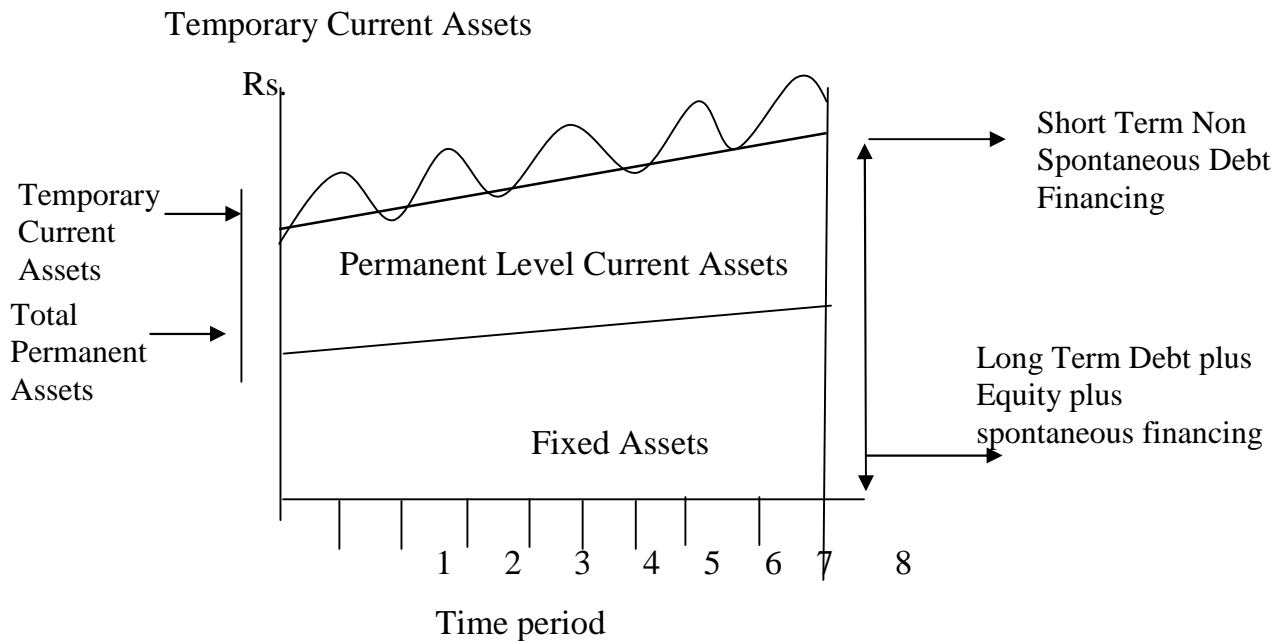 Temporary Current Assets
Rs.
Short Term Non
Spontaneous Debt
Financing
Temporary
Current
Assets
Permanent Level Current Assets
Total
Permanent
Assets
Long Term Debt plus
Equity plus
spontaneous financing
Fixed Assets
1 2 3 4 5 6 7 8
Time period